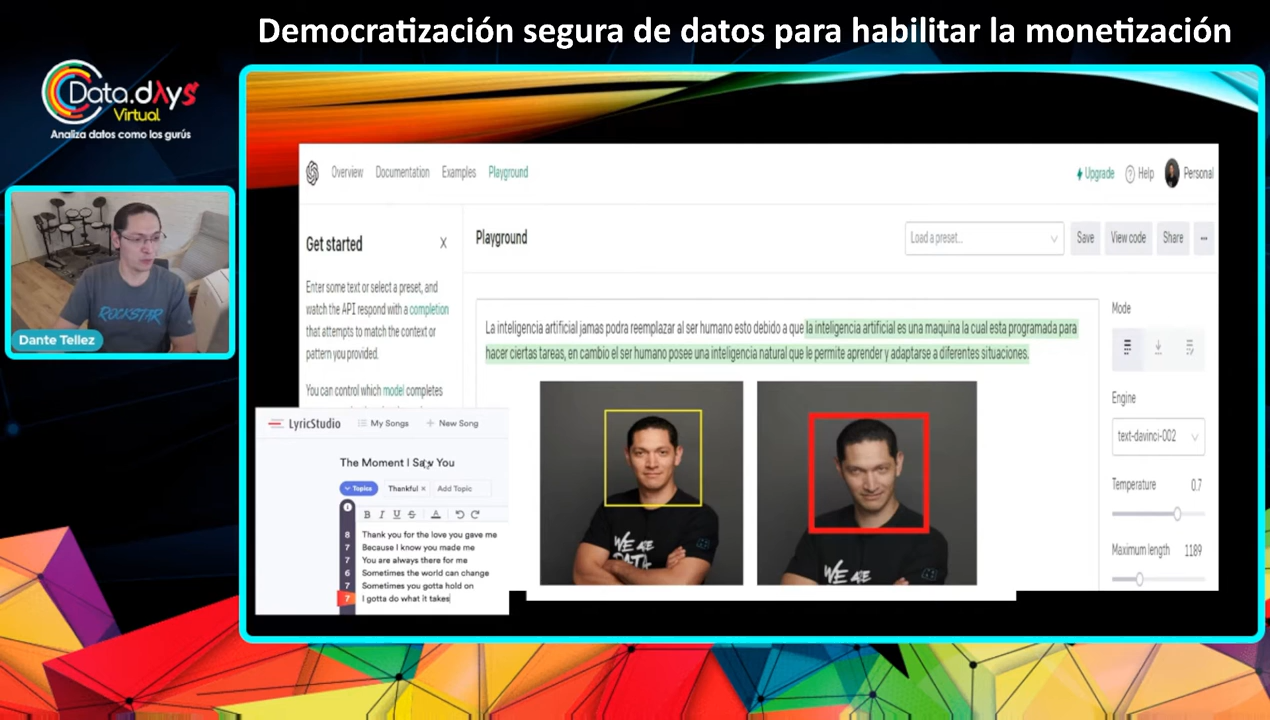 Democratización segura de datos para habilitar la monetización
Data.dAys
Virtual
Analiza datos como los gurús
ROCKSTAR
Dante Tellez
Overview Documentation Examples Playground
Upgrade Help Personal
Get started X
Enter some text or select a preset, and
watch the API respond with a completion
that attempts to match the context or
pattern you provided.
You can control which model completes
Playground
Load a preset... Save View code Share ...
La inteligencia artificial jamas podra reemplazar al ser humano esto debido a que la inteligencia artificial es una maquina la cual esta programada para
hacer ciertas tareas, en cambio el ser humano posee una inteligencia natural que le permite aprender y adaptarse a diferentes situaciones.
Mode
Engine
text-davinci-002
Temperature 0.7
Maximum length 1189
LyricStudio My Songs + New Song
The Moment I Saw You
Topics Thankful × Add Topic
B I U S A
8 Thank you for the love you gave me
7 Because I know you made me
7 You are always there for me
6 Sometimes the world can change
7 Sometimes you gotta hold on
7 I gotta do what it takes
WE ARE
DATA
WE ARE